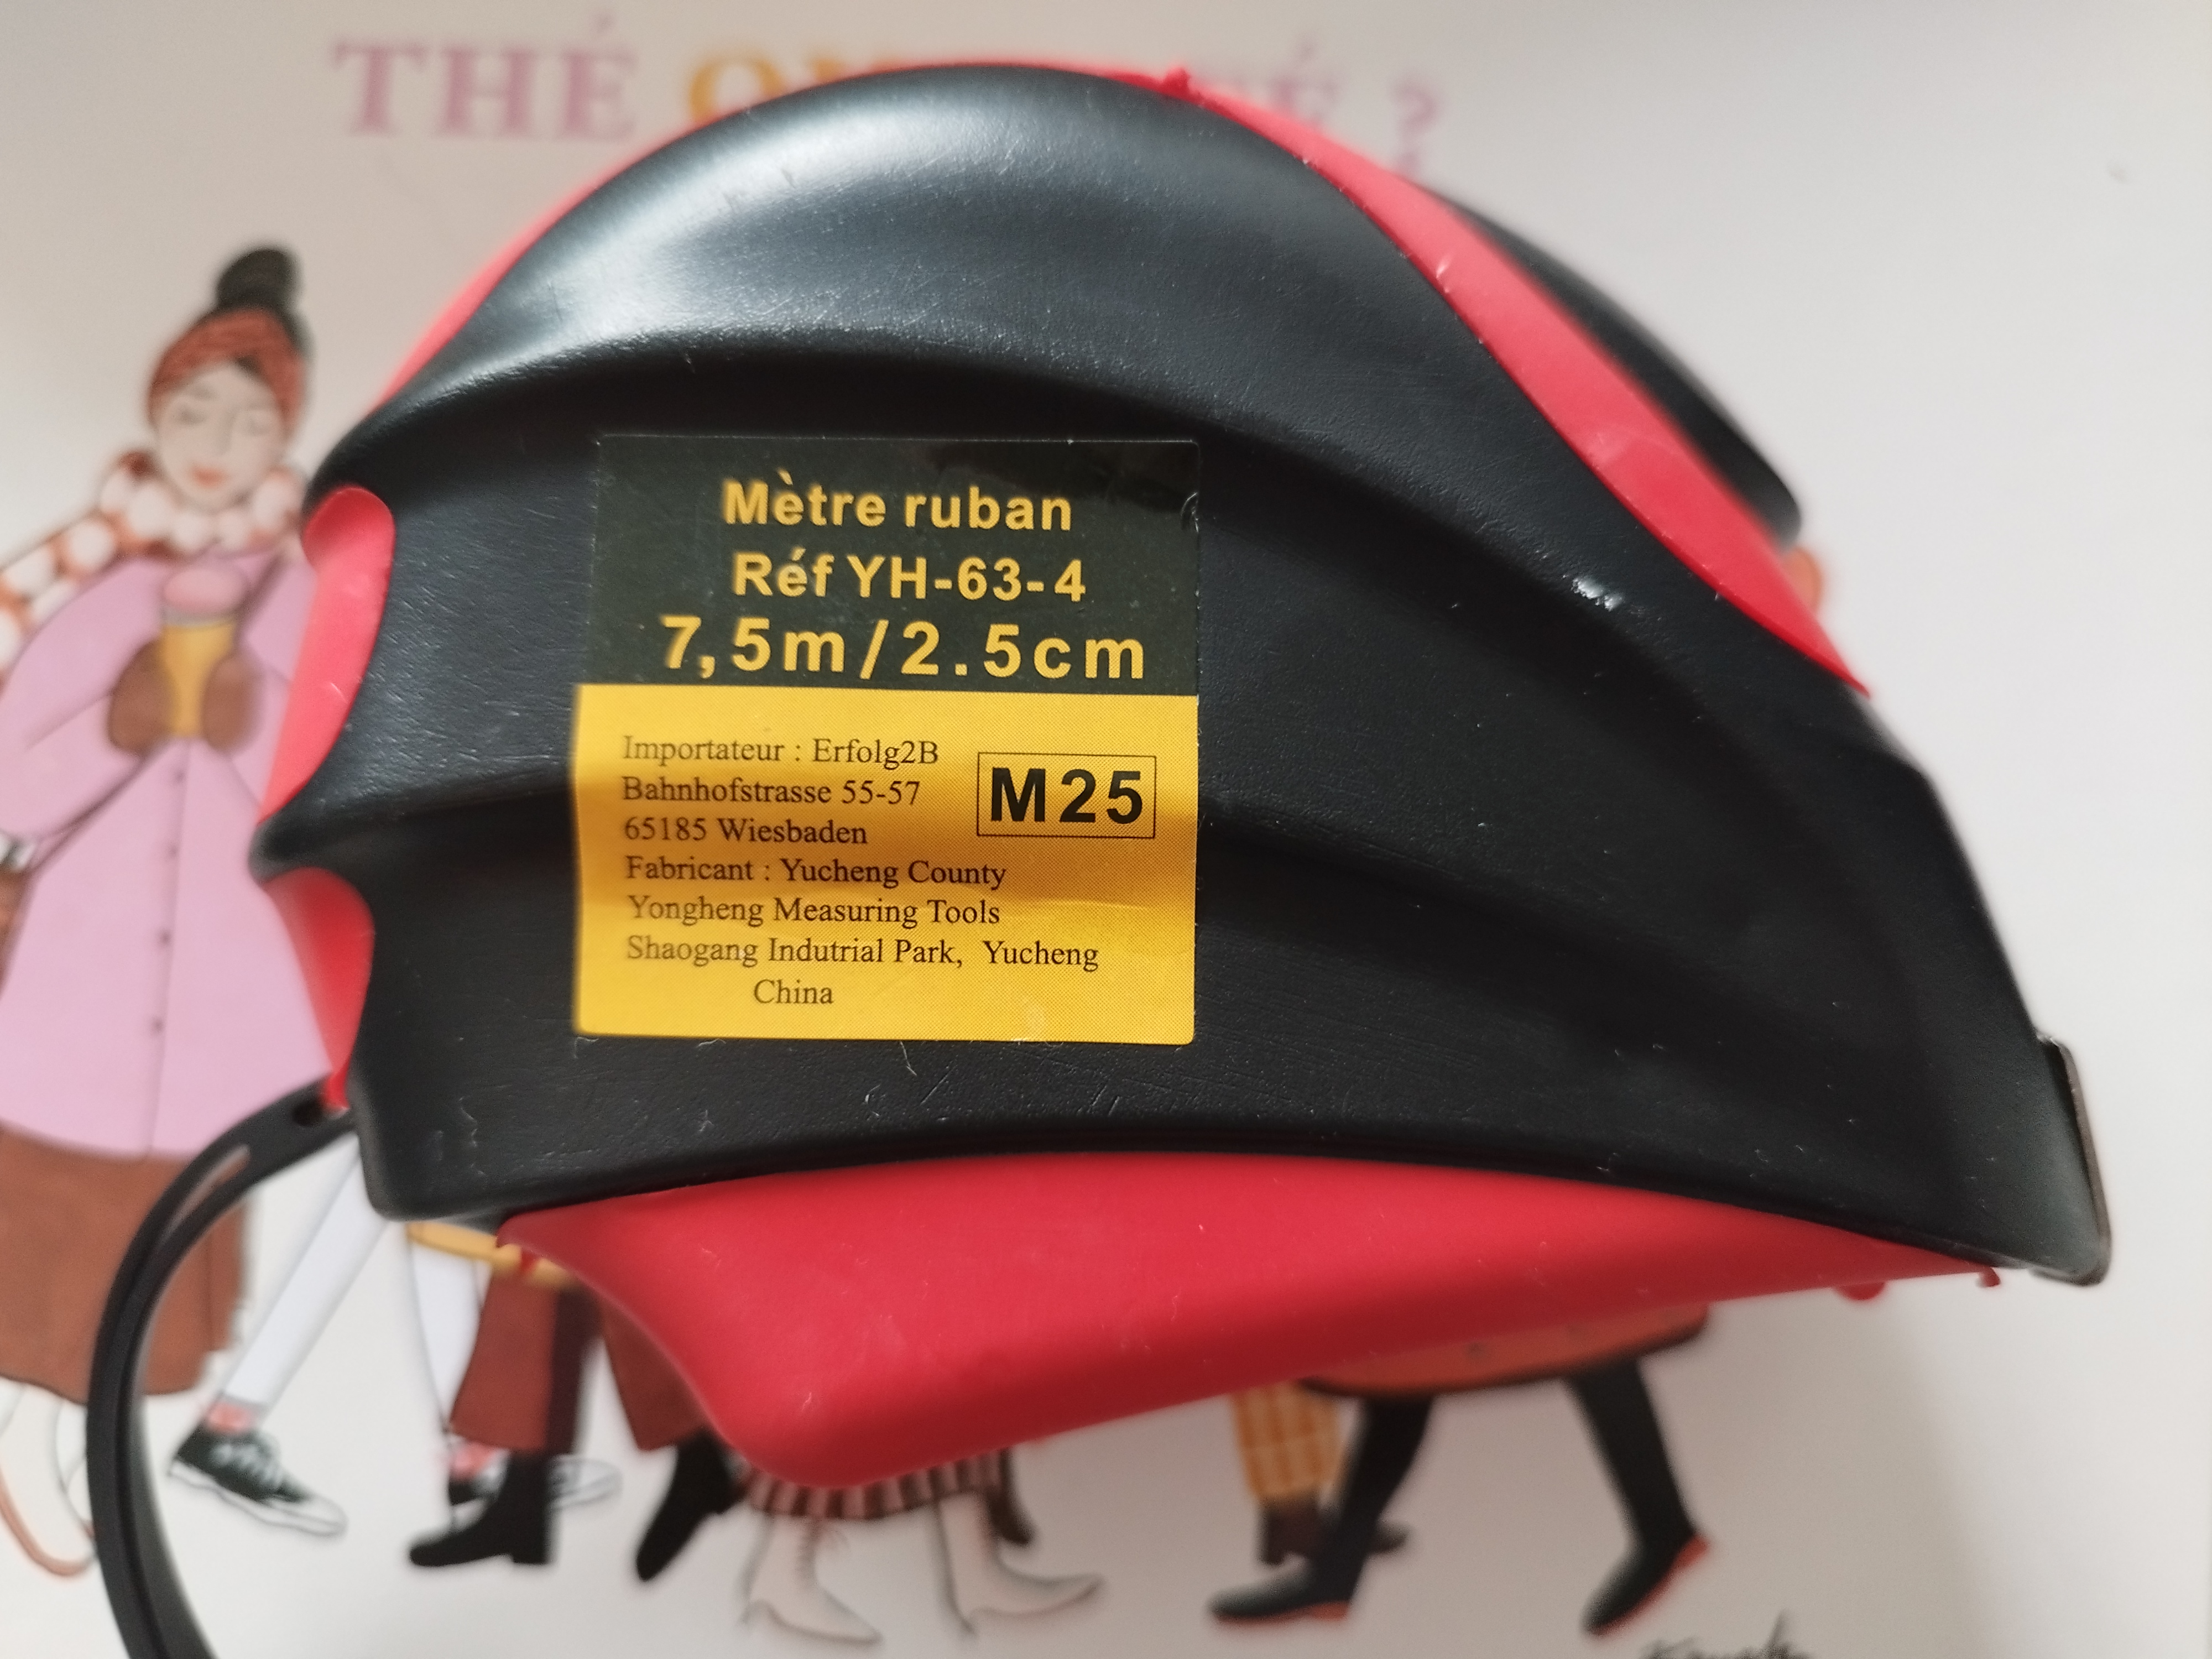 THÉ
Mètre ruban
Réf YH-63-4
7,5m/2.5cm
Importateur : Erfolg2B
Bahnhofstrasse 55-57
65185 Wiesbaden
M25
Fabricant : Yucheng County
Yongheng Measuring Tools
Shaogang Indutrial Park, Yucheng
China